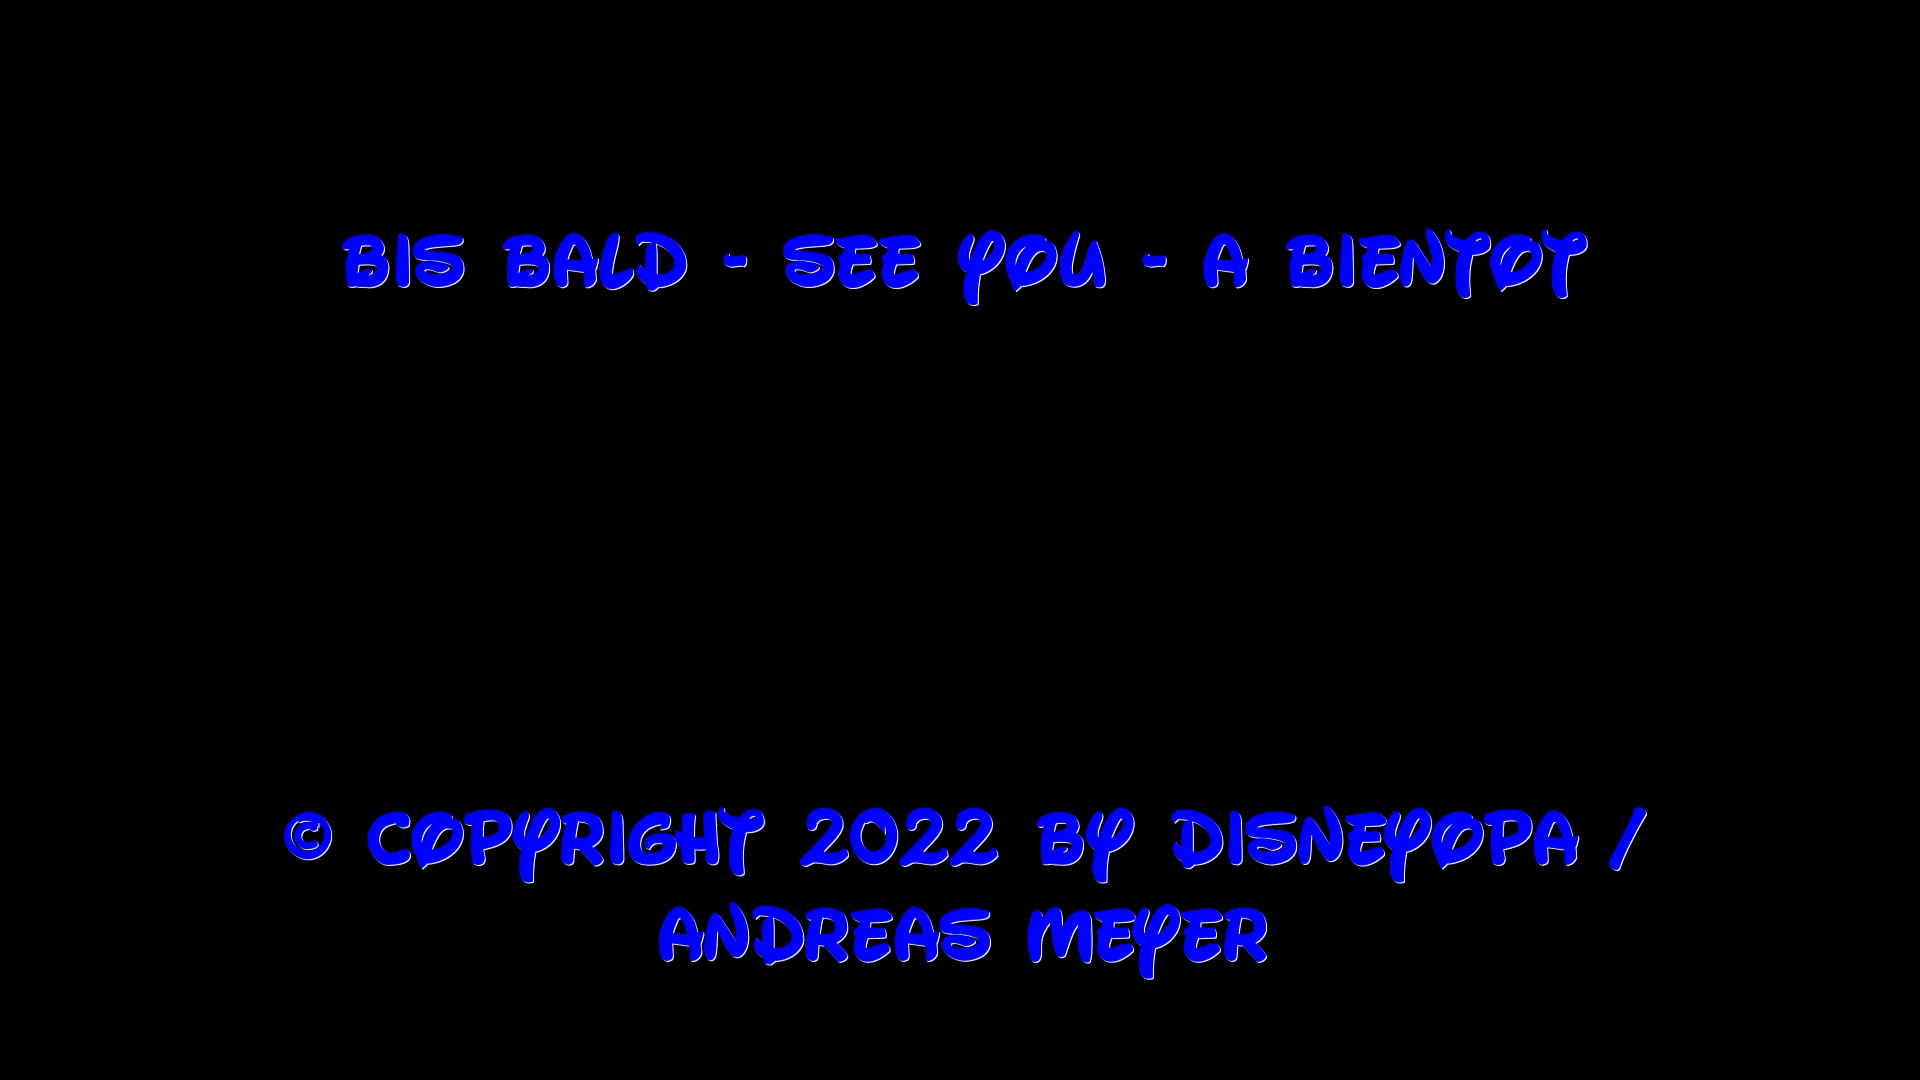 BIS BALD - SEE YOU - A BIENTOT
© COPYRIGHT 2022 BY DISNEYOPA /
ANDREAS MEYER